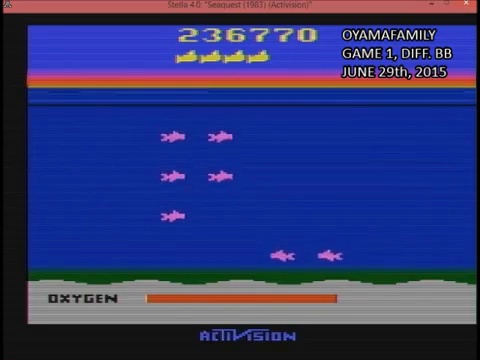 Stella 4.0: "Seaquest (1983) (Activision)"
236770
OYAMAFAMILY
GAME 1, DIFF. BB
JUNE 29th, 2015
OXYGEN
ACTIVISION